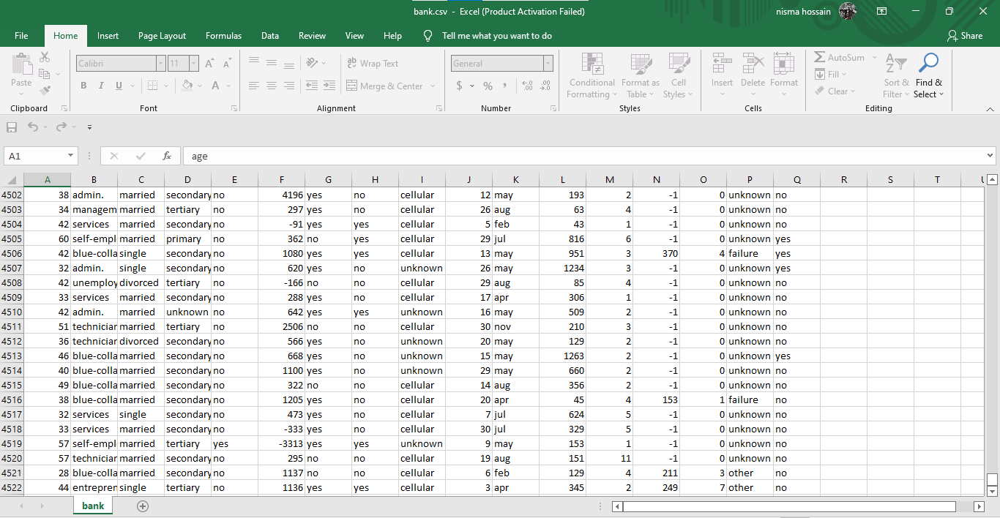 bank.csv - Excel (Product Activation Failed) nisma hossain
File Home Insert Page Layout Formulas Data Review View Help Tell me what you want to do Share
Calibri 11 Wrap Text General AutoSum
Paste B I U Merge & Center $ % Conditional Formatting Format as Table Cell Styles Insert Delete Format Fill Clear Sort & Filter Find & Select
Clipboard Font Alignment Number Styles Cells Editing
A1 fx age
A B C D E F G H I J K L M N O P Q R S T U
4502 38 admin. married secondary no 4196 yes no cellular 12 may 193 2 -1 0 unknown no
4503 34 managem married tertiary no 297 yes no cellular 26 aug 63 4 -1 0 unknown no
4504 42 services married secondary no -91 yes yes cellular 5 feb 43 1 -1 0 unknown no
4505 60 self-empl married primary no 362 no yes cellular 29 jul 816 6 -1 0 unknown yes
4506 42 blue-colla single secondary no 1080 yes yes cellular 13 may 951 3 370 4 failure yes
4507 32 admin. single secondary no 620 yes no unknown 26 may 1234 3 -1 0 unknown yes
4508 42 unemploy divorced tertiary no -166 no no cellular 29 aug 85 4 -1 0 unknown no
4509 33 services married secondary no 288 yes no cellular 17 apr 306 1 -1 0 unknown no
4510 42 admin. married unknown no 642 yes yes unknown 16 may 509 2 -1 0 unknown no
4511 51 technician married tertiary no 2506 no no cellular 30 nov 210 3 -1 0 unknown no
4512 36 technician divorced secondary no 566 yes no unknown 20 may 129 2 -1 0 unknown no
4513 46 blue-colla married secondary no 668 yes no unknown 15 may 1263 2 -1 0 unknown yes
4514 40 blue-colla married secondary no 1100 yes no unknown 29 may 660 2 -1 0 unknown no
4515 49 blue-colla married secondary no 322 no no cellular 14 aug 356 2 -1 0 unknown no
4516 38 blue-colla married secondary no 1205 yes no cellular 20 apr 45 4 153 1 failure no
4517 32 services single secondary no 473 yes no cellular 7 jul 624 5 -1 0 unknown no
4518 33 services married secondary no -333 yes no cellular 30 jul 329 5 -1 0 unknown no
4519 57 self-empl married tertiary yes -3313 yes yes unknown 9 may 153 1 -1 0 unknown no
4520 57 technician married secondary no 295 no no cellular 19 aug 151 11 -1 0 unknown no
4521 28 blue-colla married secondary no 1137 no no cellular 6 feb 129 4 211 3 other no
4522 44 entrepren single tertiary no 1136 yes yes cellular 3 apr 345 2 249 7 other no
bank